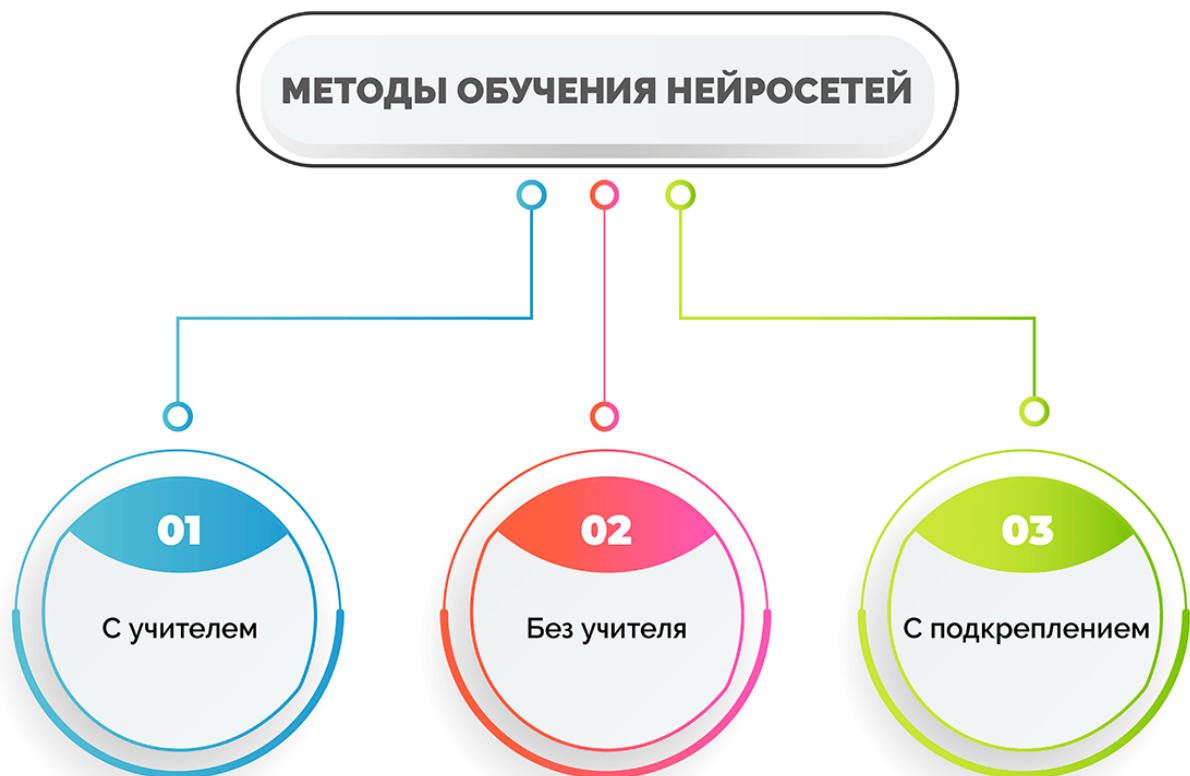 МЕТОДЫ ОБУЧЕНИЯ НЕЙРОСЕТЕЙ
01
С учителем
02
Без учителя
03
С подкреплением